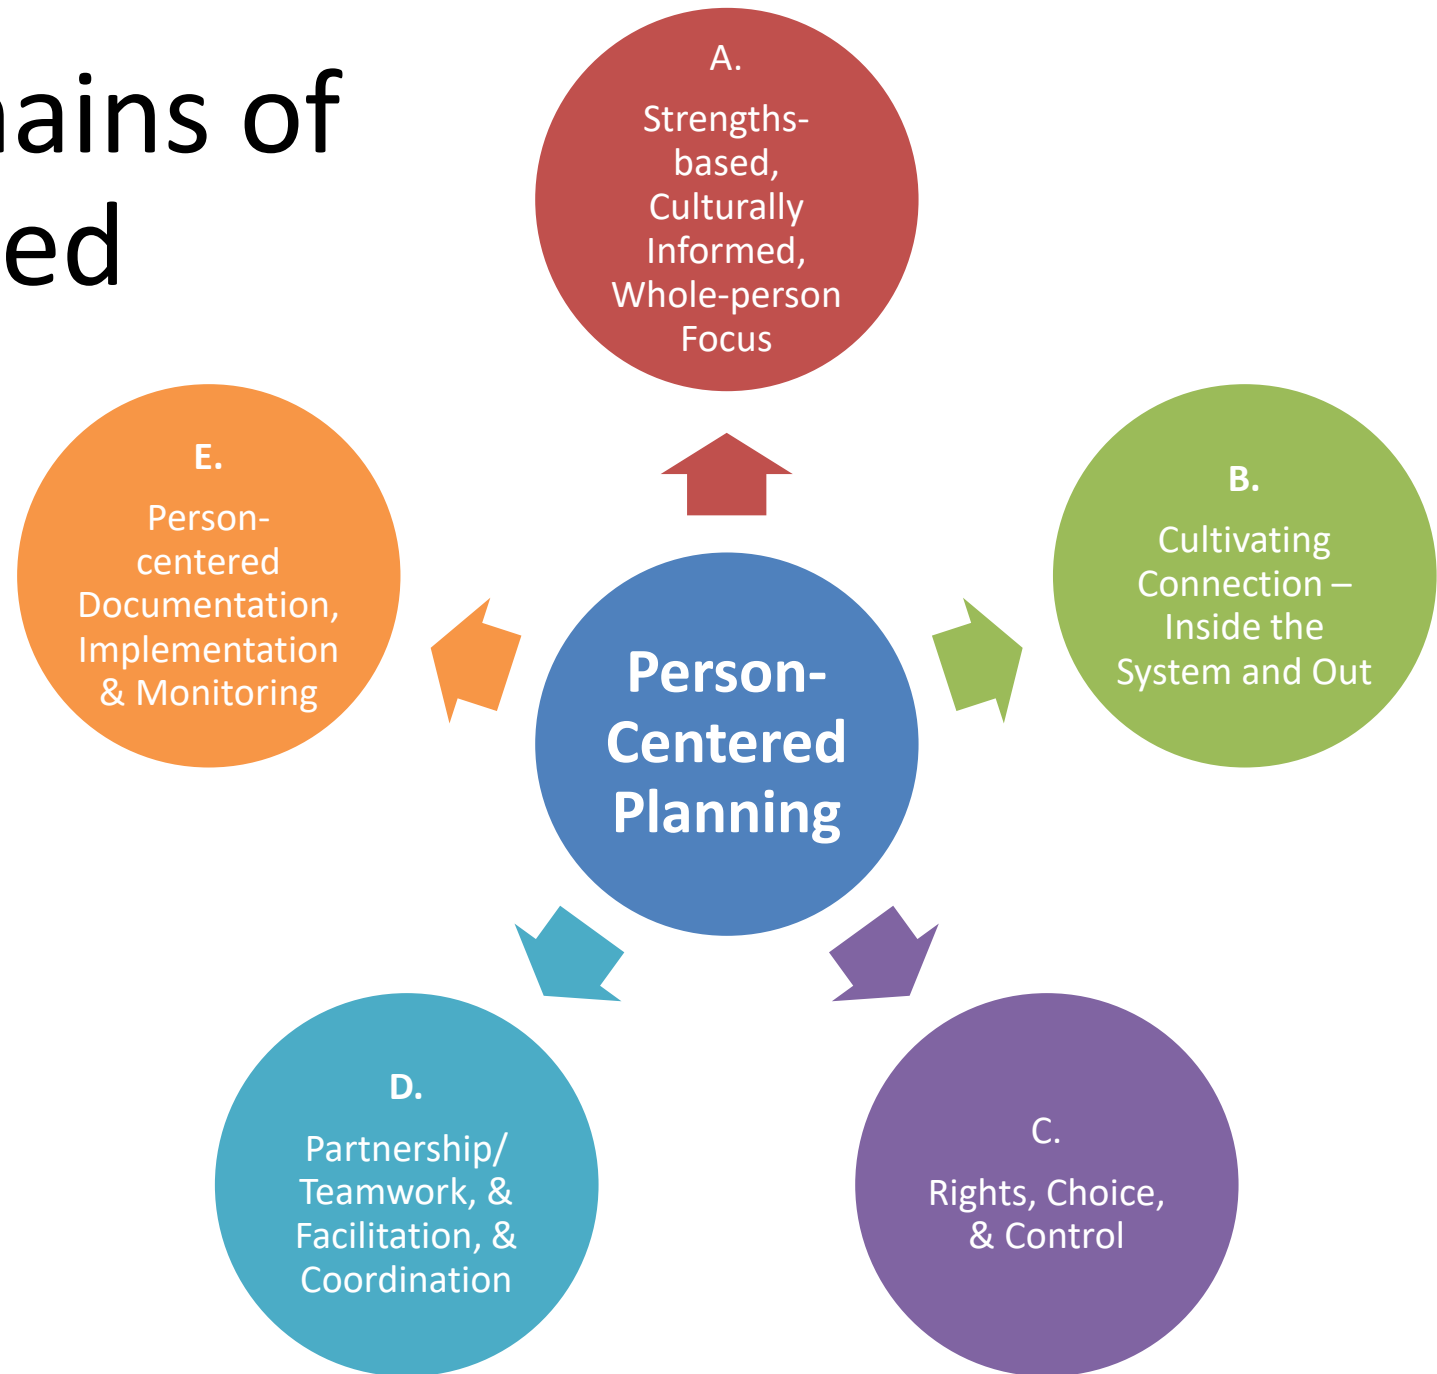 ains of
ed
A.
Strengths-
based,
Culturally
Informed,
Whole-person
Focus
B.
Cultivating
Connection –
Inside the
System and Out
C.
Rights, Choice,
& Control
D.
Partnership/
Teamwork, &
Facilitation, &
Coordination
E.
Person-
centered
Documentation,
Implementation
& Monitoring
Person-
Centered
Planning